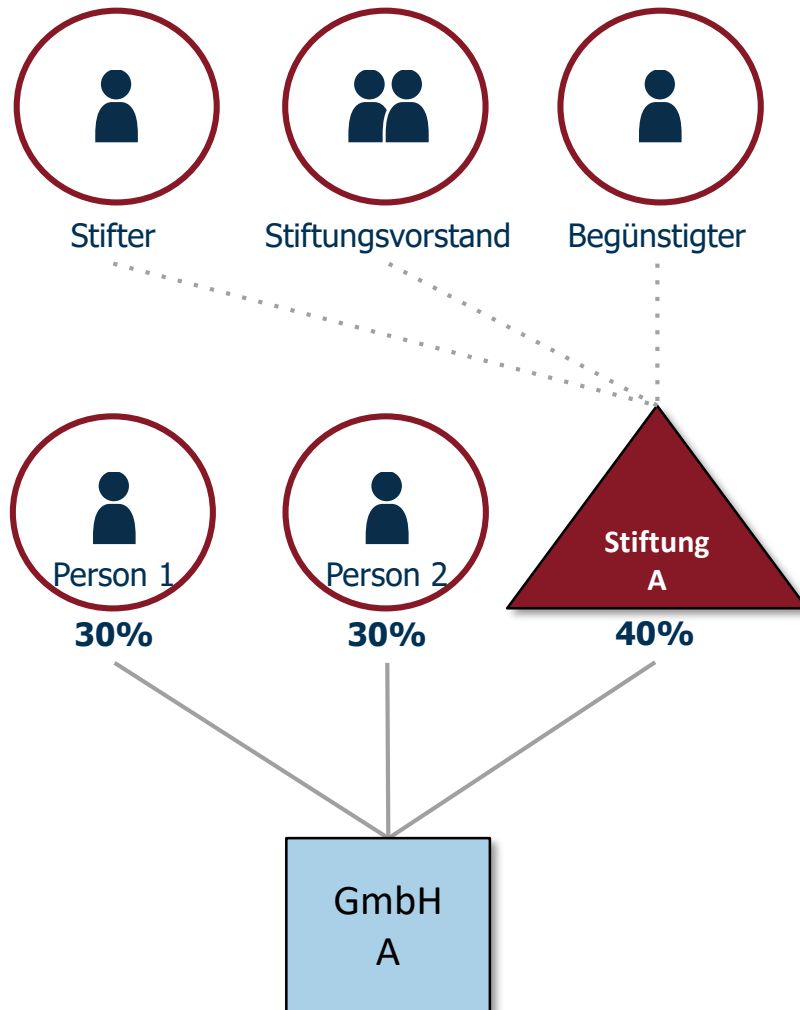 Stifter
Stiftungsvorstand
Begünstigter
Person 1
Person 2
Stiftung
A
30%
30%
40%
GmbH
A